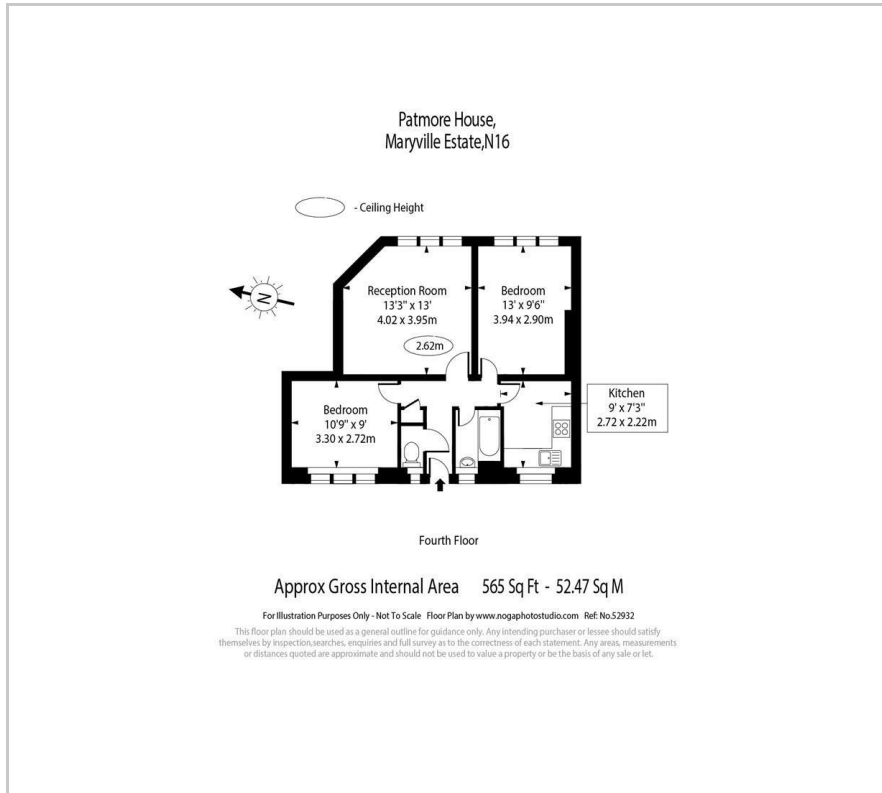 Patmore House,
Maryville Estate,N16
- Ceiling Height
N
Reception Room
13'3" x 13'
4.02 x 3.95m
2.62m
Bedroom
13' x 9'6"
3.94 x 2.90m
Bedroom
10'9" x 9'
3.30 x 2.72m
Kitchen
9' x 7'3"
2.72 x 2.22m
Fourth Floor
Approx Gross Internal Area 565 Sq Ft - 52.47 Sq M
For Illustration Purposes Only - Not To Scale Floor Plan by www.nogaphotostudio.com Ref: No.52932
This floor plan should be used as a general outline for guidance only. Any intending purchaser or lessee should satisfy
themselves by inspection,searches, enquiries and full survey as to the correctness of each statement. Any areas, measurements
or distances quoted are approximate and should not be used to value a property or be the basis of any sale or let.